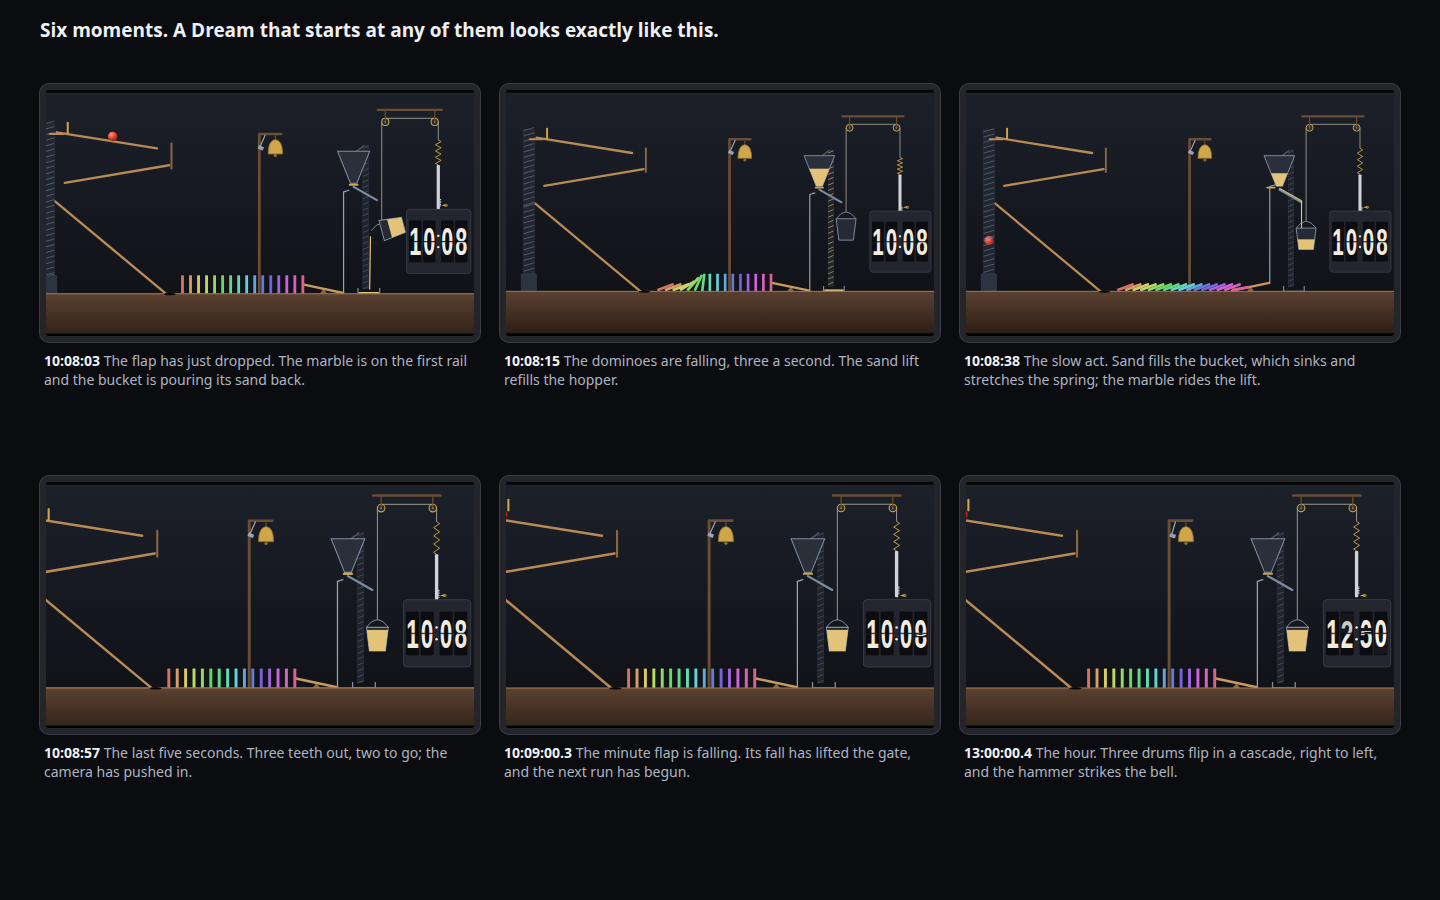 Six moments. A Dream that starts at any of them looks exactly like this.
10:08
10:08
10:08
10:08:03 The flap has just dropped. The marble is on the first rail
and the bucket is pouring its sand back.
10:08:15 The dominoes are falling, three a second. The sand lift
refills the hopper.
10:08:38 The slow act. Sand fills the bucket, which sinks and
stretches the spring; the marble rides the lift.
10:08
10:09
10:08:57 The last five seconds. Three teeth out, two to go; the
camera has pushed in.
10:09:00.3 The minute flap is falling. Its fall has lifted the gate,
and the next run has begun.
13:00:00.4 The hour. Three drums flip in a cascade, right to left,
and the hammer strikes the bell.